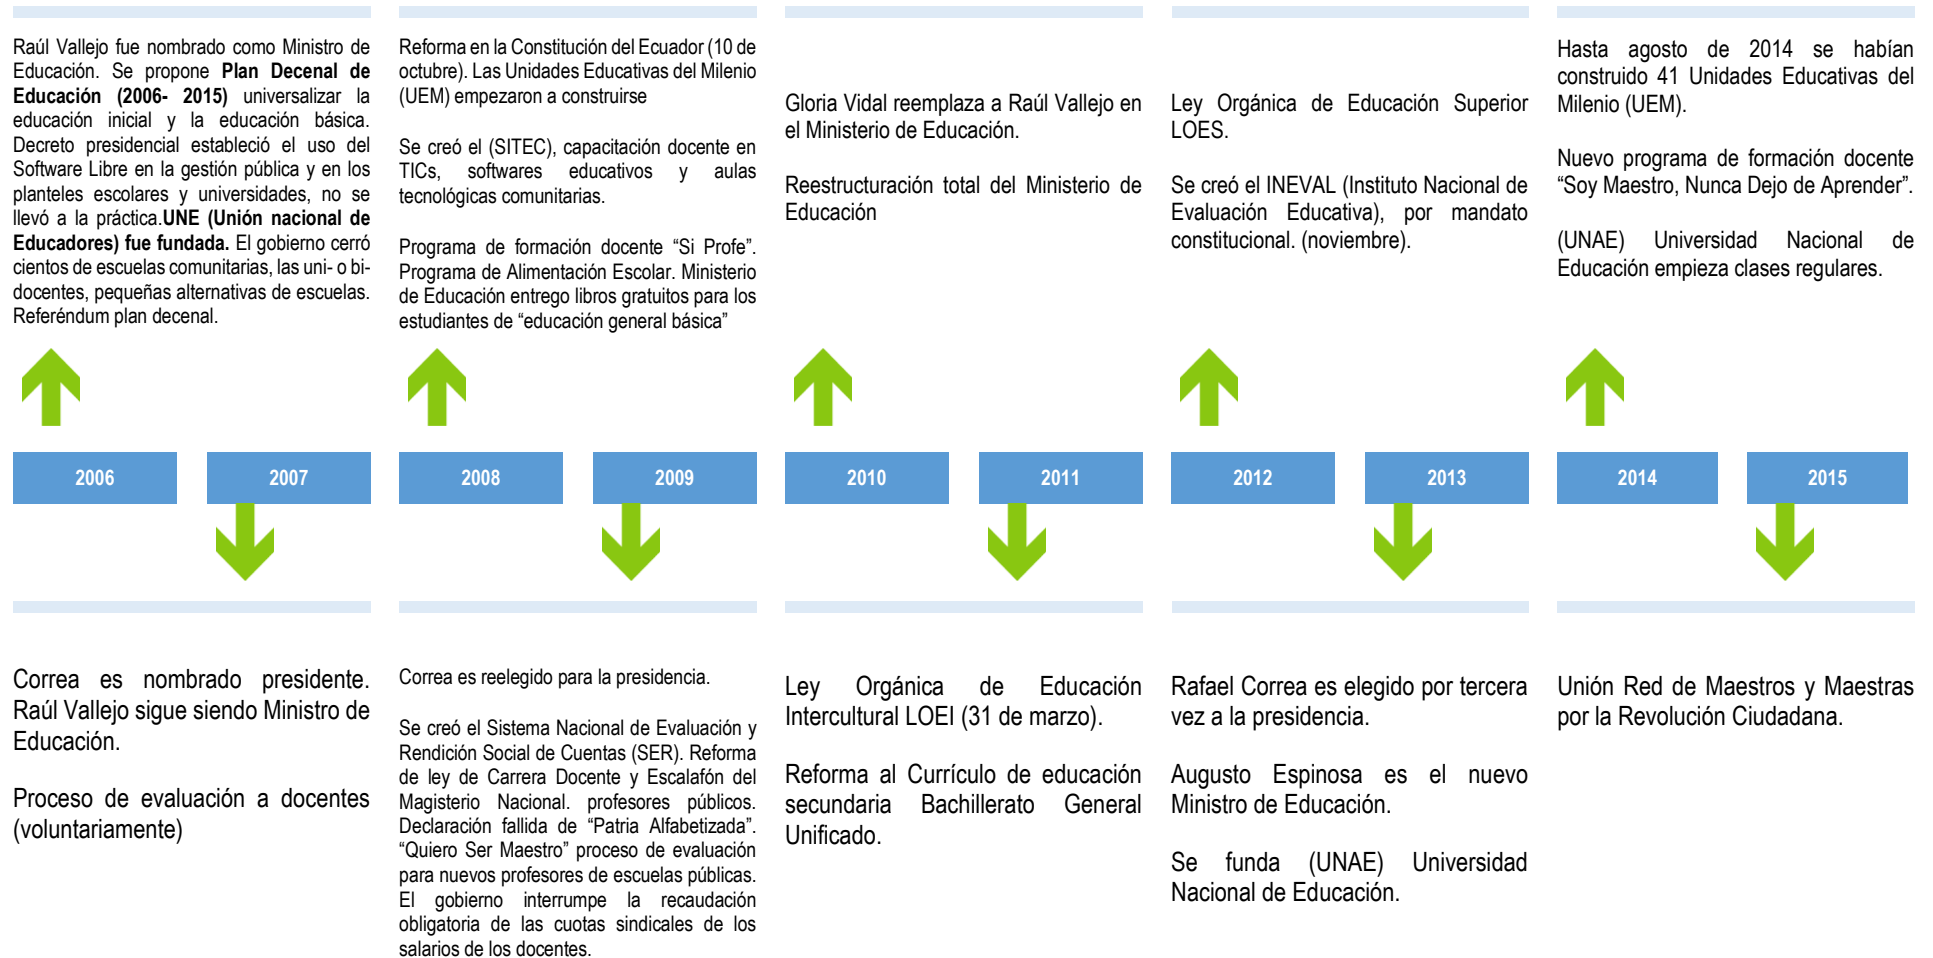 Raúl Vallejo fue nombrado como Ministro de
Educación. Se propone Plan Decenal de
Educación (2006- 2015) universalizar la
educación inicial y la educación básica.
Decreto presidencial estableció el uso del
Software Libre en la gestión pública y en los
planteles escolares y universidades, no se
llevó a la práctica.UNE (Unión nacional de
Educadores) fue fundada. El gobierno cerró
cientos de escuelas comunitarias, las uni- o bi-
docentes, pequeñas alternativas de escuelas.
Referéndum plan decenal.
Reforma en la Constitución del Ecuador (10 de
octubre). Las Unidades Educativas del Milenio
(UEM) empezaron a construirse
Se creó el (SITEC), capacitación docente en
TICs, softwares educativos y aulas
tecnológicas comunitarias.
Programa de formación docente “Si Profe”.
Programa de Alimentación Escolar. Ministerio
de Educación entrego libros gratuitos para los
estudiantes de “educación general básica”
Gloria Vidal reemplaza a Raúl Vallejo en
el Ministerio de Educación.
Reestructuración total del Ministerio de
Educación
Ley Orgánica de Educación Superior
LOES.
Se creó el INEVAL (Instituto Nacional de
Evaluación Educativa), por mandato
constitucional. (noviembre).
Hasta agosto de 2014 se habían
construido 41 Unidades Educativas del
Milenio (UEM).
Nuevo programa de formación docente
“Soy Maestro, Nunca Dejo de Aprender”.
(UNAE) Universidad Nacional de
Educación empieza clases regulares.
2006
2007
2008
2009
2010
2011
2012
2013
2014
2015
Correa es nombrado presidente.
Raúl Vallejo sigue siendo Ministro de
Educación.
Proceso de evaluación a docentes
(voluntariamente)
Correa es reelegido para la presidencia.
Se creó el Sistema Nacional de Evaluación y
Rendición Social de Cuentas (SER). Reforma
de ley de Carrera Docente y Escalafón del
Magisterio Nacional. profesores públicos.
Declaración fallida de “Patria Alfabetizada”.
“Quiero Ser Maestro” proceso de evaluación
para nuevos profesores de escuelas públicas.
El gobierno interrumpe la recaudación
obligatoria de las cuotas sindicales de los
salarios de los docentes.
Ley Orgánica de Educación
Intercultural LOEI (31 de marzo).
Reforma al Currículo de educación
secundaria Bachillerato General
Unificado.
Rafael Correa es elegido por tercera
vez a la presidencia.
Augusto Espinosa es el nuevo
Ministro de Educación.
Se funda (UNAE) Universidad
Nacional de Educación.
Unión Red de Maestros y Maestras
por la Revolución Ciudadana.